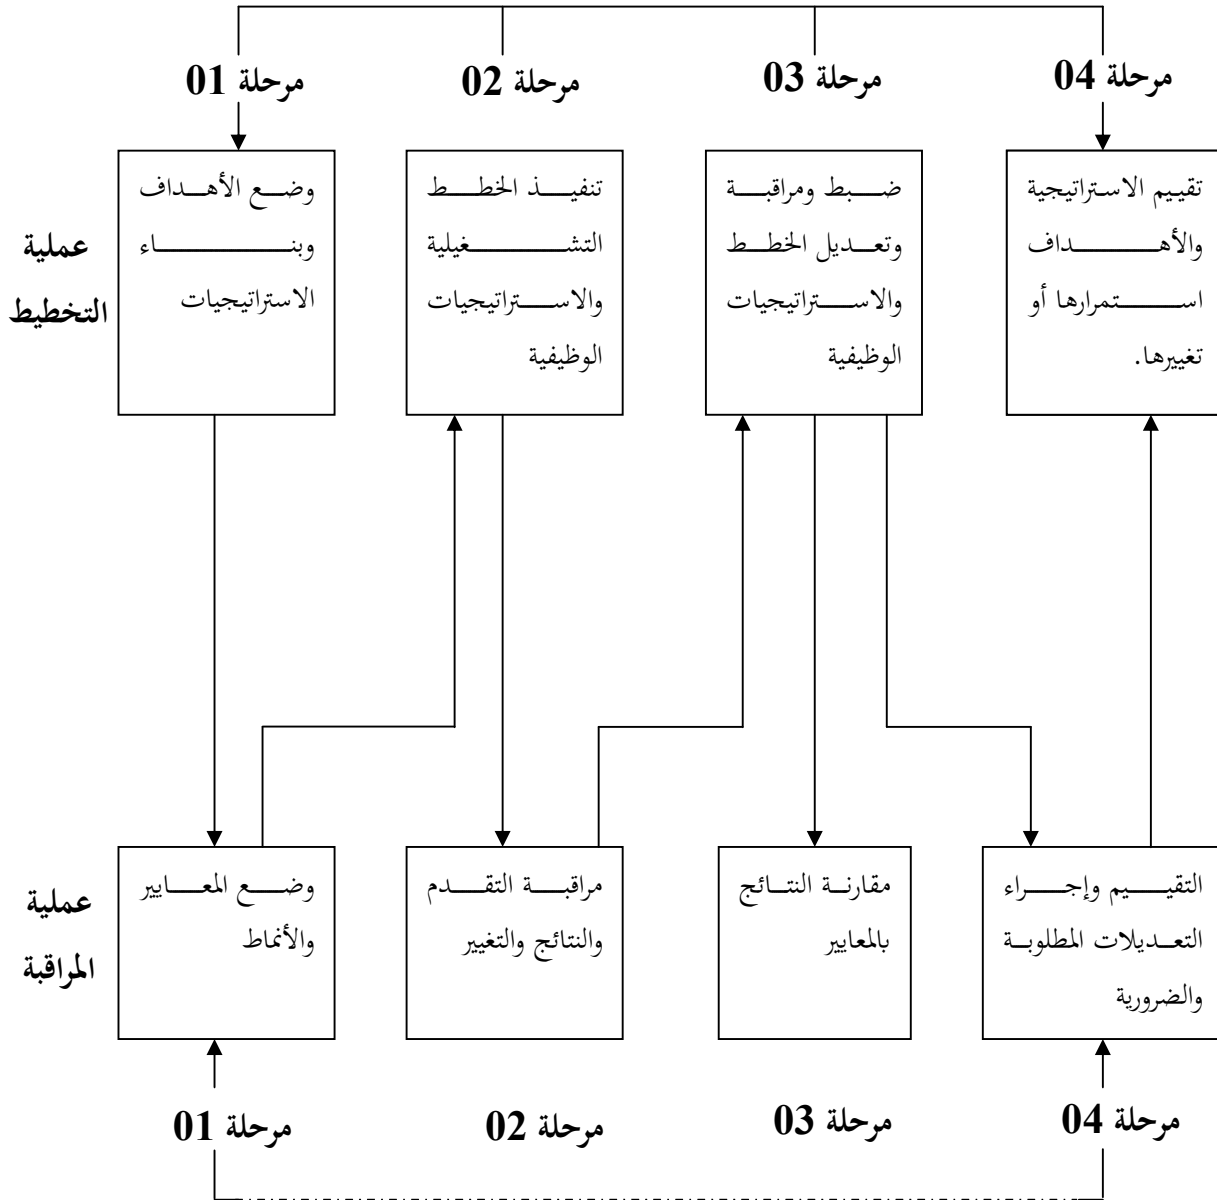 مرحلة 01
مرحلة 02
مرحلة 03
مرحلة 04
عملية
التخطيط
وضع الأهداف
وبناء
الاستراتيجيات
تنفيذ الخطط
التشغيلية
والاستراتيجيات
الوظيفية
ضبط ومراقبة
وتعديل الخطط
والاستراتيجيات
الوظيفية
تقييم الاستراتيجية
والأهداف
استمرارها أو
تغييرها.
عملية
المراقبة
وضع المعايير
والأنماط
مراقبة التقدم
والنتائج والتغيير
مقارنة النتائج
بالمعايير
التقييم وإجراء
التعديلات المطلوبة
والضرورية
مرحلة 01
مرحلة 02
مرحلة 03
مرحلة 04